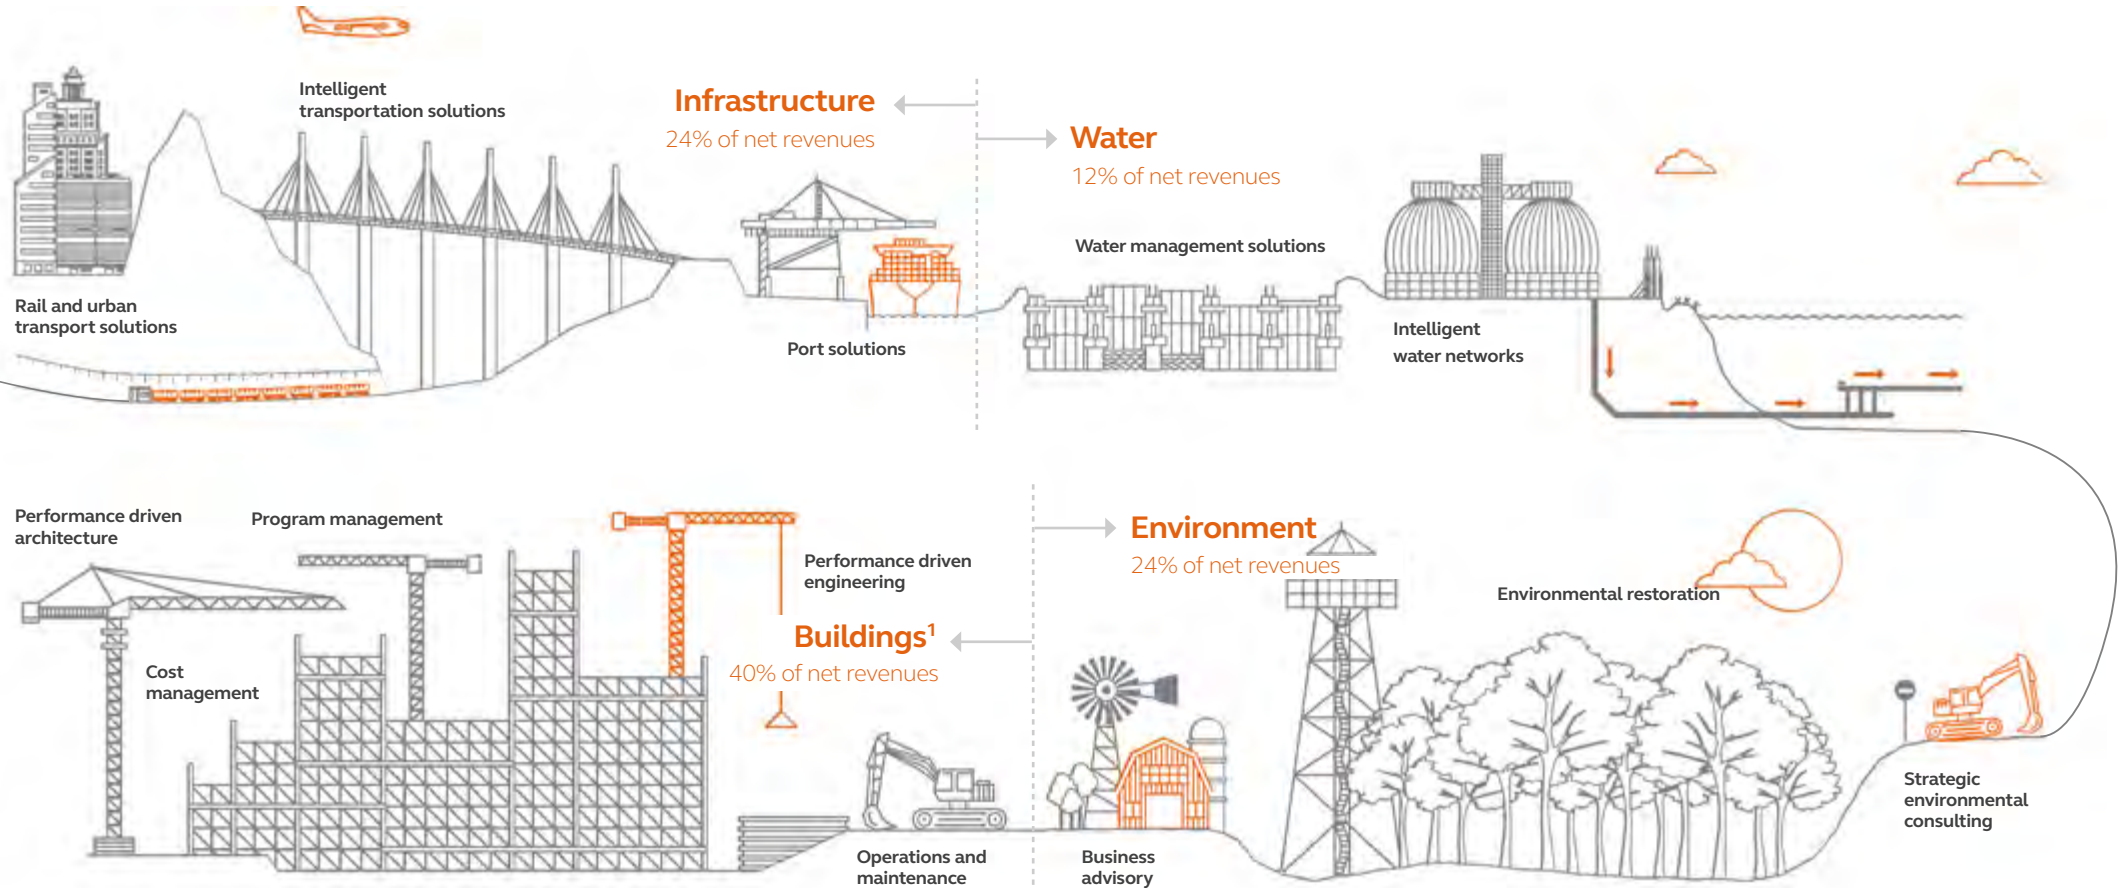 Intelligent
transportation solutions
Infrastructure
24% of net revenues
Water
12% of net revenues
Water management solutions
Rail and urban
transport solutions
Port solutions
Intelligent
water networks
Performance driven
architecture
Program management
Performance driven
engineering
Environment
24% of net revenues
Environmental restoration
Buildings¹
40% of net revenues
Cost
management
Strategic
environmental
consulting
Operations and
maintenance
Business
advisory